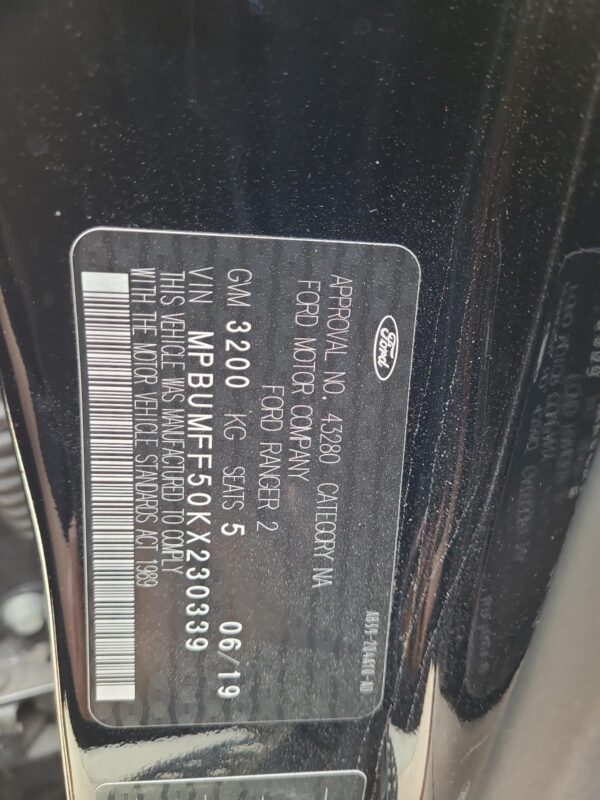 Ford
APPROVAL NO. 43280 CATEGORY NA
FORD MOTOR COMPANY
FORD RANGER 2
GVM 3200 KG SEATS 5 06/19
VIN MPBUMFF50KX230339
THIS VEHICLE WAS MANUFACTURED TO COMPLY
WITH THE MOTOR VEHICLE STANDARDS ACT 1989